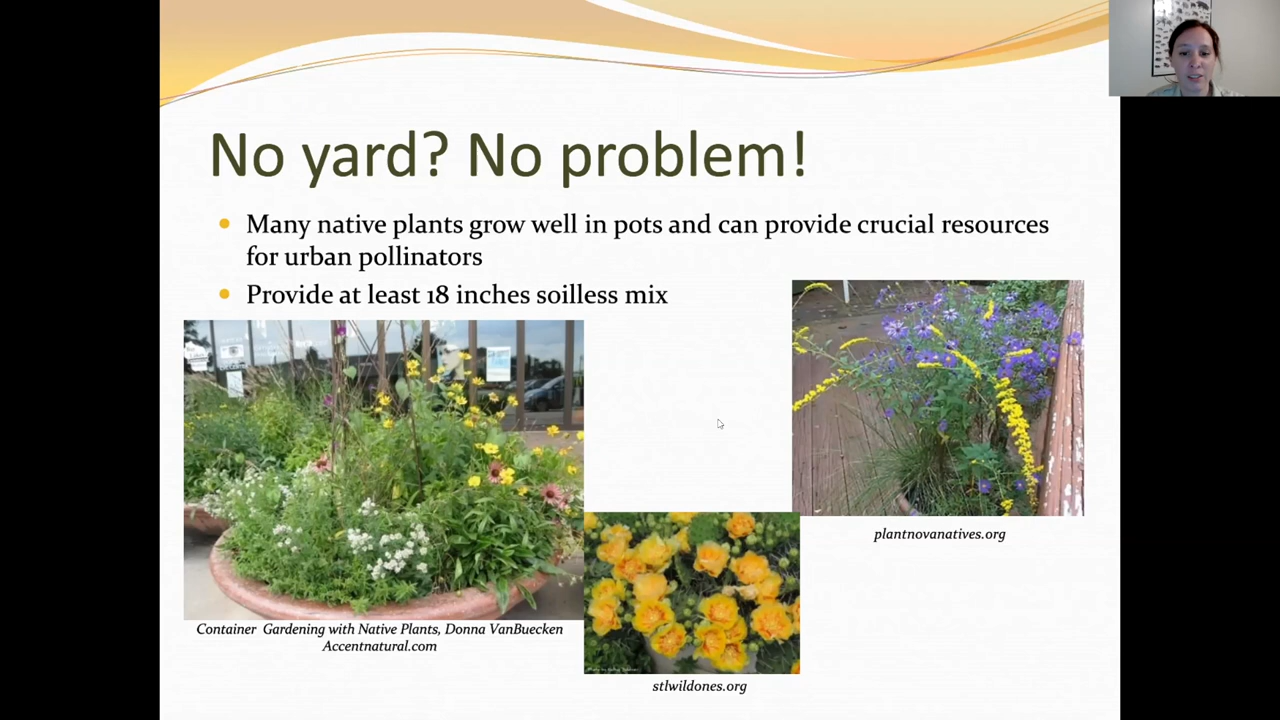 No yard? No problem!
Many native plants grow well in pots and can provide crucial resources
for urban pollinators
Provide at least 18 inches soilless mix
plantnovanatives.org
Container Gardening with Native Plants, Donna VanBuecken
Accentnatural.com
stlwildones.org